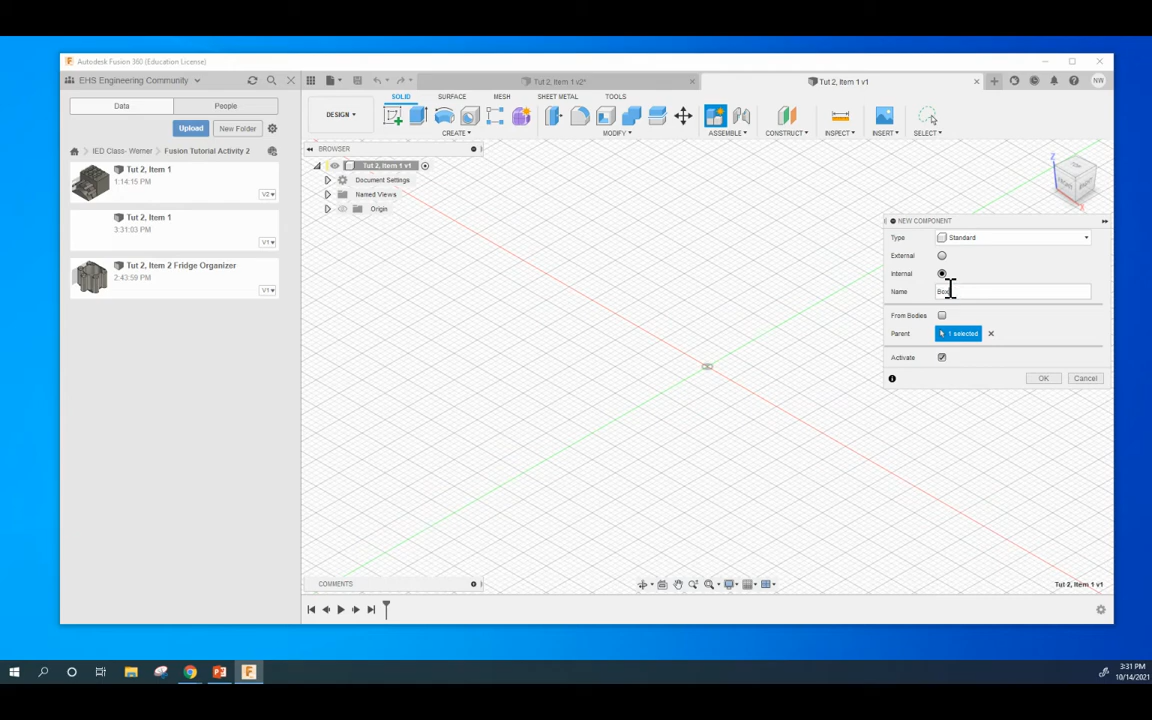 Autodesk Fusion 360 (Education License)
EHS Engineering Community
Tut 2, Item 1 v2*
Tut 2, Item 1 v1
NW
Data
People
SOLID
SURFACE
MESH
SHEET METAL
TOOLS
DESIGN
CREATE
MODIFY
ASSEMBLE
CONSTRUCT
INSPECT
INSERT
SELECT
Upload
New Folder
IED Class- Werner
Fusion Tutorial Activity 2
Tut 2, Item 1
1:14:15 PM
V2
Tut 2, Item 1
3:31:03 PM
V1
Tut 2, Item 2 Fridge Organizer
2:43:59 PM
V1
BROWSER
Tut 2, Item 1 v1
Document Settings
Named Views
Origin
Z
X
NEW COMPONENT
Type
Standard
External
Internal
Name
Box
From Bodies
Parent
1 selected
Activate
OK
Cancel
COMMENTS
Tut 2, Item 1 v1
3:31 PM
10/14/2021